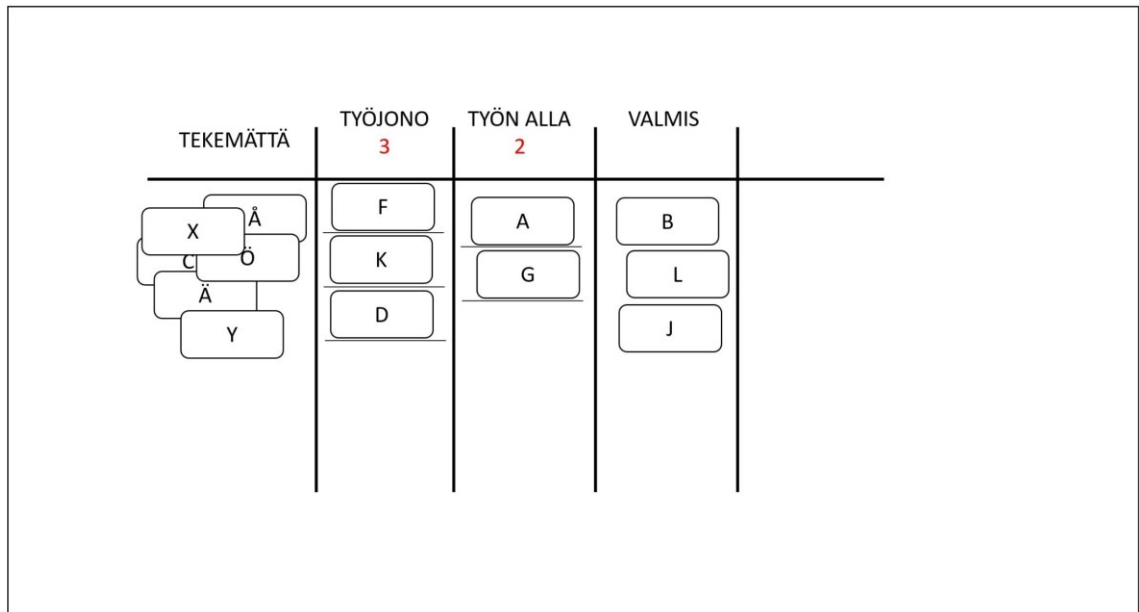 TEKEMÄTTÄ
TYÖJONO
3
TYÖN ALLA
2
VALMIS
X
Å
C
Ö
Ä
Y
F
K
D
A
G
B
L
J